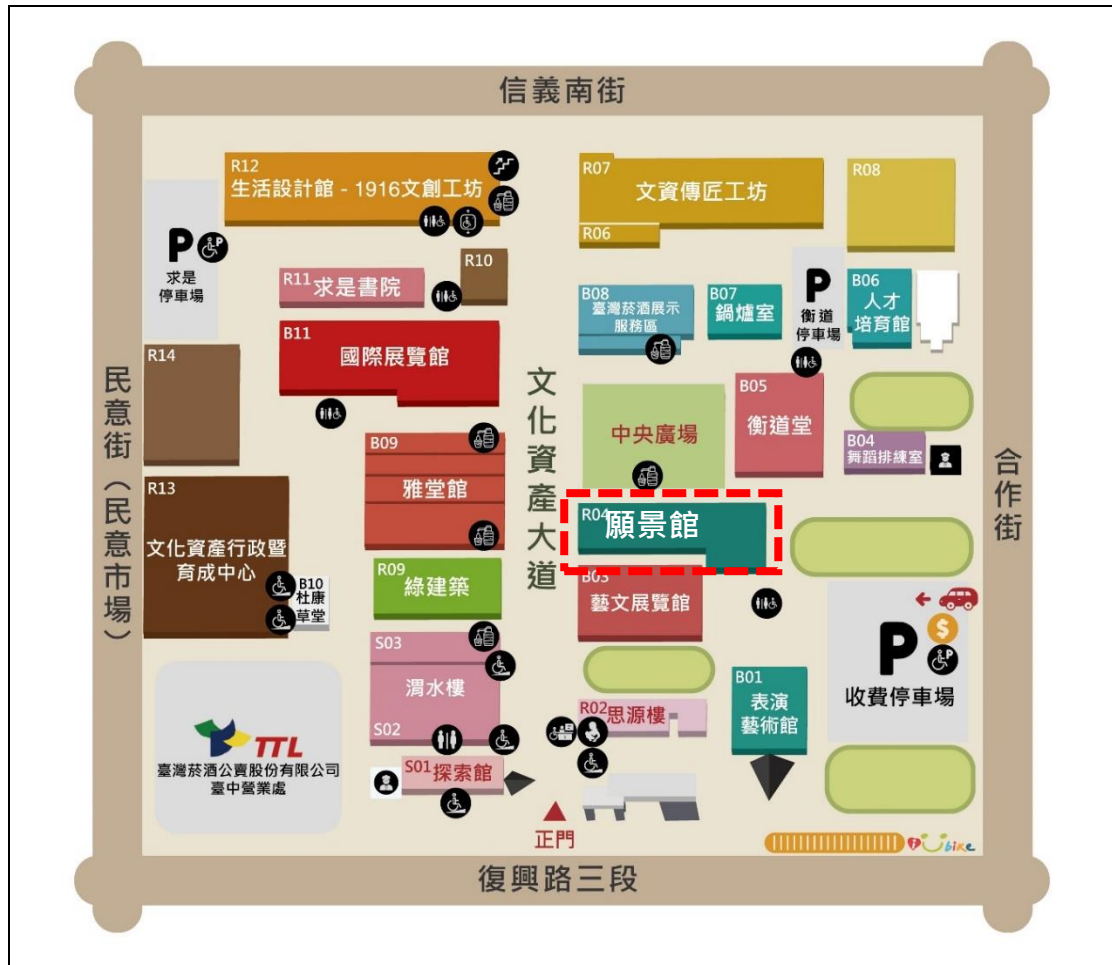 信義南街
R12
生活設計館 - 1916文創工坊
R07
文資傳匠工坊
R08
R06
P
P
求是
停車場
R11 求是書院
R10
B08
臺灣菸酒展示
服務區
B07
鍋爐室
P
衡道
停車場
B06
人才
培育館
B11
國際展覽館
R14
民意街（民意市場）
文化資產大道
中央廣場
B05
衡道堂
B04
舞蹈排練室
合作街
B09
雅堂館
R13
文化資產行政暨
育成中心
B10
杜康
草堂
R04
願景館
R09
綠建築
B03
藝文展覽館
S03
渭水樓
S02
P
$
P
收費停車場
B01
表演
藝術館
R02 思源樓
TTL
臺灣菸酒公賣股份有限公司
臺中營業處
S01 探索館
正門
Ubike
復興路三段